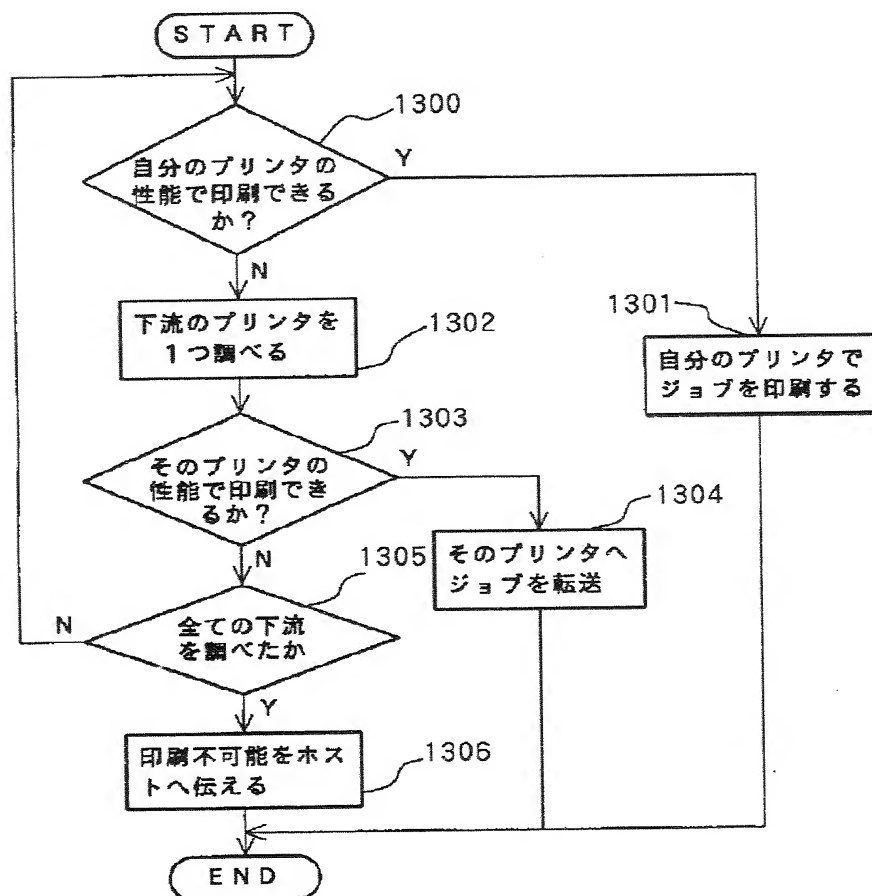 START
1300
自分のプリンタの
性能で印刷できる
か？
Y
N
1301
下流のプリンタを
1つ調べる
1302
自分のプリンタで
ジョブを印刷する
1303
そのプリンタの
性能で印刷でき
るか？
Y
1304
N
1305
そのプリンタへ
ジョブを転送
N
全ての下流
を調べたか
Y
印刷不可能をホス
トへ伝える
1306
END